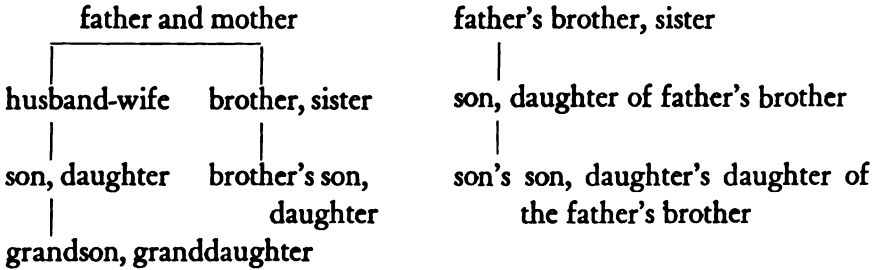 father and mother
husband-wife brother, sister
son, daughter brother's son,
daughter
grandson, granddaughter
father's brother, sister
son, daughter of father's brother
son's son, daughter's daughter of
the father's brother